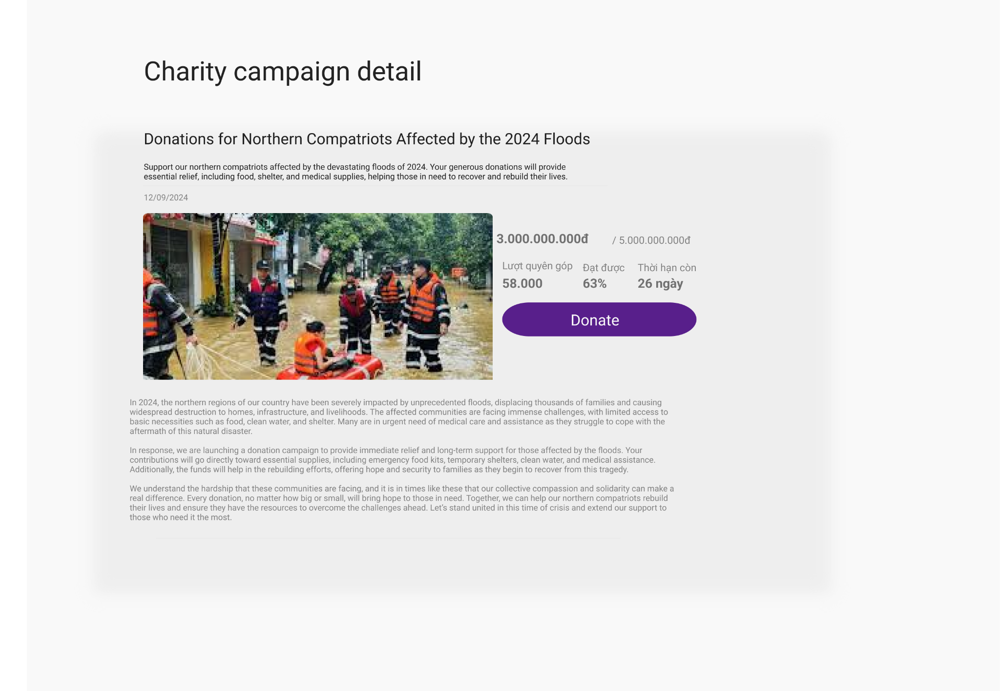 Charity campaign detail
Donations for Northern Compatriots Affected by the 2024 Floods
Support our northern compatriots affected by the devastating floods of 2024. Your generous donations will provide
essential relief, including food, shelter, and medical supplies, helping those in need to recover and rebuild their lives.
12/09/2024
3.000.000.000đ / 5.000.000.000đ
Lượt quyên góp Đạt được Thời hạn còn
58.000 63% 26 ngày
Donate
In 2024, the northern regions of our country have been severely impacted by unprecedented floods, displacing thousands of families and causing
widespread destruction to homes, infrastructure, and livelihoods. The affected communities are facing immense challenges, with limited access to
basic necessities such as food, clean water, and shelter. Many are in urgent need of medical care and assistance as they struggle to cope with the
aftermath of this natural disaster.
In response, we are launching a donation campaign to provide immediate relief and long-term support for those affected by the floods. Your
contributions will go directly toward essential supplies, including emergency food kits, temporary shelters, clean water, and medical assistance.
Additionally, the funds will help in the rebuilding efforts, offering hope and security to families as they begin to recover from this tragedy.
We understand the hardship that these communities are facing, and it is in times like these that our collective compassion and solidarity can make a
real difference. Every donation, no matter how big or small, will bring hope to those in need. Together, we can help our northern compatriots rebuild
their lives and ensure they have the resources to overcome the challenges ahead. Let’s stand united in this time of crisis and extend our support to
those who need it the most.